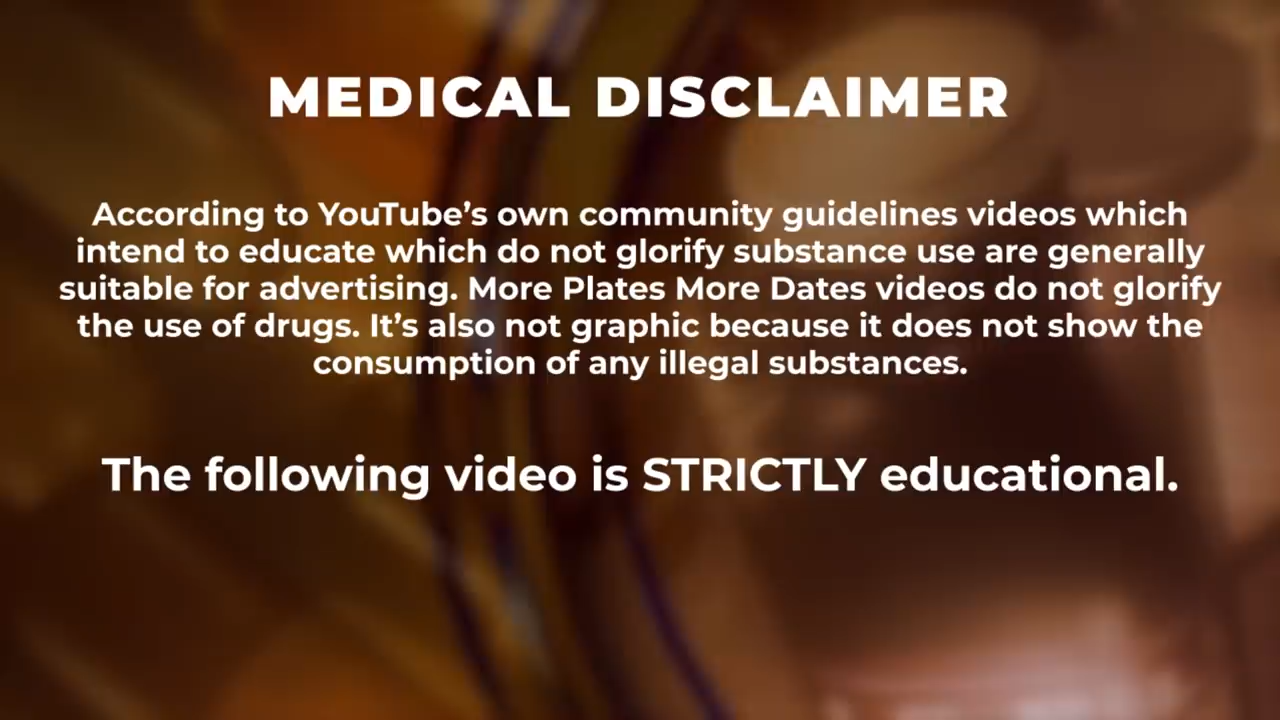 MEDICAL DISCLAIMER
According to YouTube’s own community guidelines videos which
intend to educate which do not glorify substance use are generally
suitable for advertising. More Plates More Dates videos do not glorify
the use of drugs. It’s also not graphic because it does not show the
consumption of any illegal substances.
The following video is STRICTLY educational.